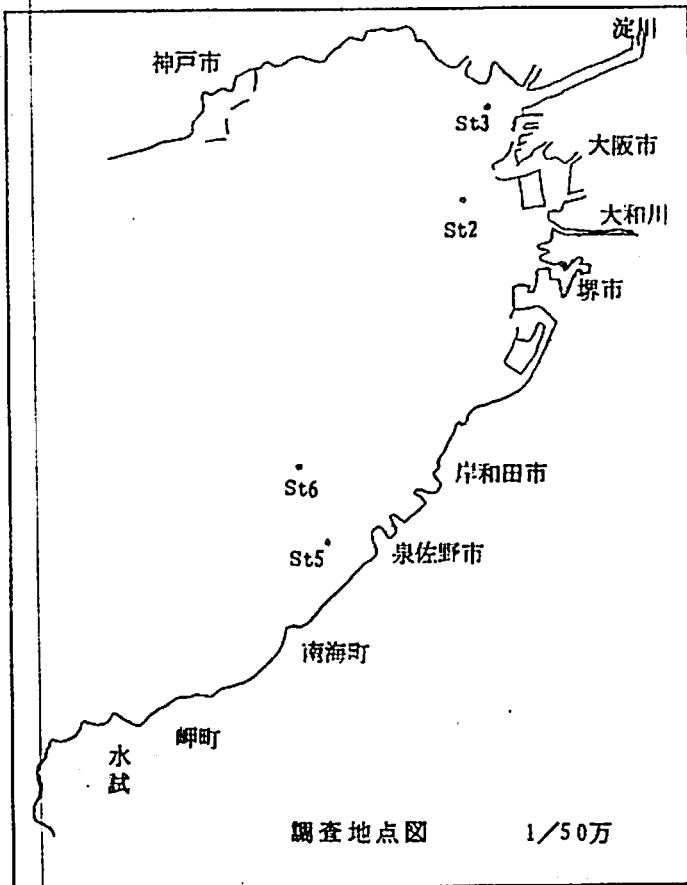 淀川
神戸市
St3
大阪市
St2
大和川
堺市
St6
岸和田市
St5
泉佐野市
南海町
岬町
水試
調査地点図 1/50万